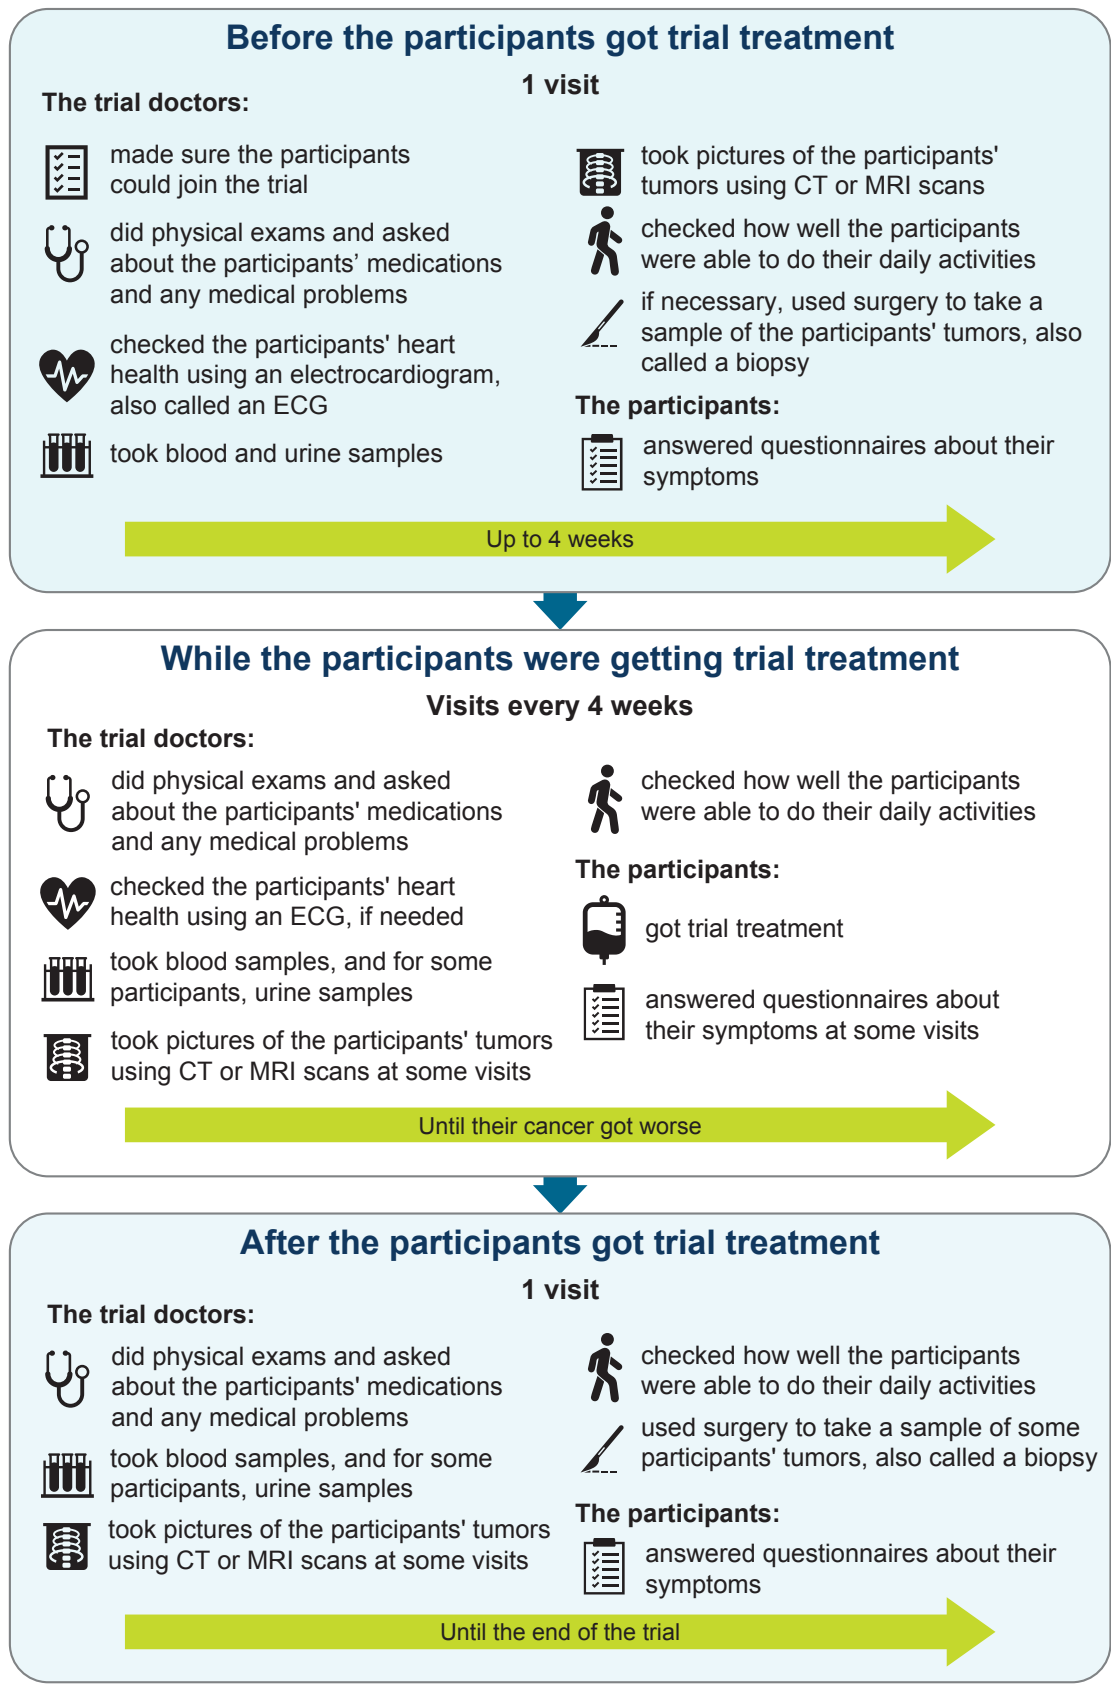 Before the participants got trial treatment
1 visit
The trial doctors:
made sure the participants
could join the trial
did physical exams and asked
about the participants’ medications
and any medical problems
checked the participants' heart
health using an electrocardiogram,
also called an ECG
took blood and urine samples
took pictures of the participants'
tumors using CT or MRI scans
checked how well the participants
were able to do their daily activities
if necessary, used surgery to take a
sample of the participants' tumors, also
called a biopsy
The participants:
answered questionnaires about their
symptoms
Up to 4 weeks
While the participants were getting trial treatment
Visits every 4 weeks
The trial doctors:
did physical exams and asked
about the participants' medications
and any medical problems
checked the participants' heart
health using an ECG, if needed
took blood samples, and for some
participants, urine samples
took pictures of the participants' tumors
using CT or MRI scans at some visits
checked how well the participants
were able to do their daily activities
The participants:
got trial treatment
answered questionnaires about
their symptoms at some visits
Until their cancer got worse
After the participants got trial treatment
1 visit
The trial doctors:
did physical exams and asked
about the participants' medications
and any medical problems
took blood samples, and for some
participants, urine samples
took pictures of the participants' tumors
using CT or MRI scans at some visits
checked how well the participants
were able to do their daily activities
used surgery to take a sample of some
participants' tumors, also called a biopsy
The participants:
answered questionnaires about their
symptoms
Until the end of the trial